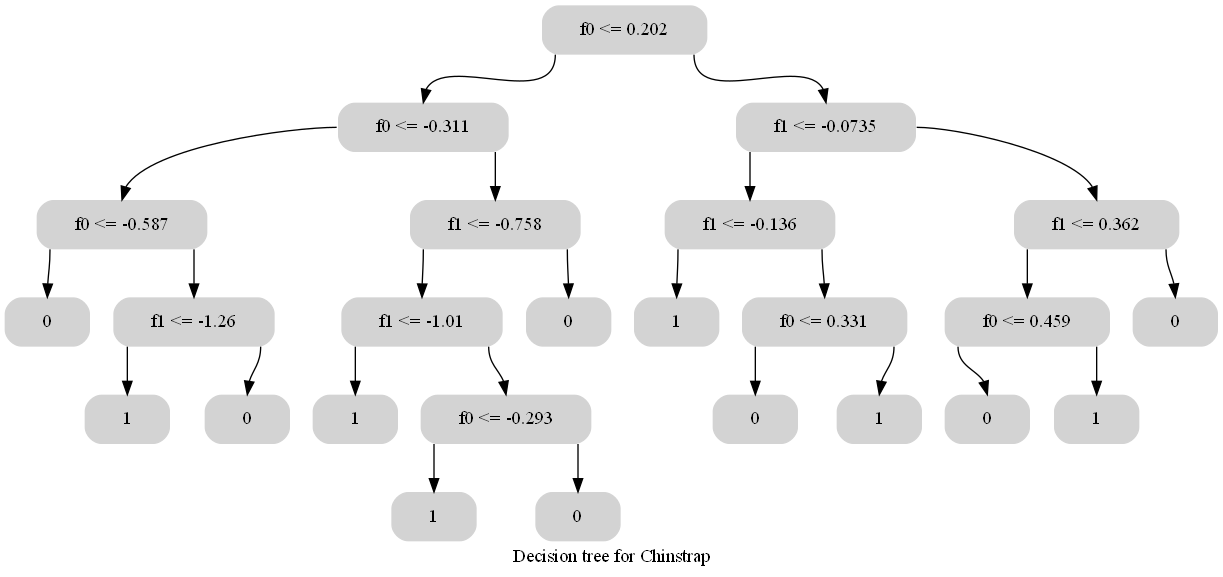 f0 <= 0.202
f0 <= -0.311
f1 <= -0.0735
f0 <= -0.587
f1 <= -0.758
f1 <= -0.136
f1 <= 0.362
0
f1 <= -1.26
f1 <= -1.01
0
1
f0 <= 0.331
f0 <= 0.459
0
1
0
1
f0 <= -0.293
0
1
0
1
1
0
Decision tree for Chinstrap